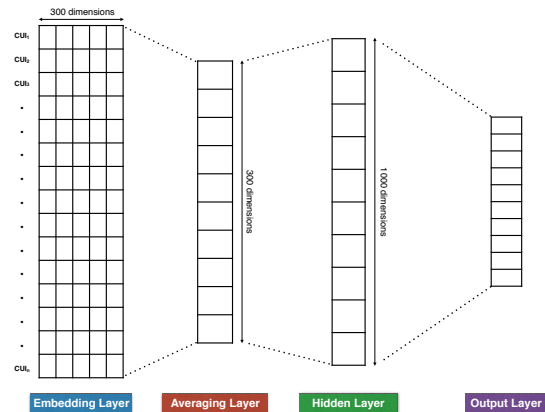 300 dimensions
CUI₁
CUI₂
CUI₃
CUIₙ
300 dimensions
1000 dimensions
Embedding Layer
Averaging Layer
Hidden Layer
Output Layer